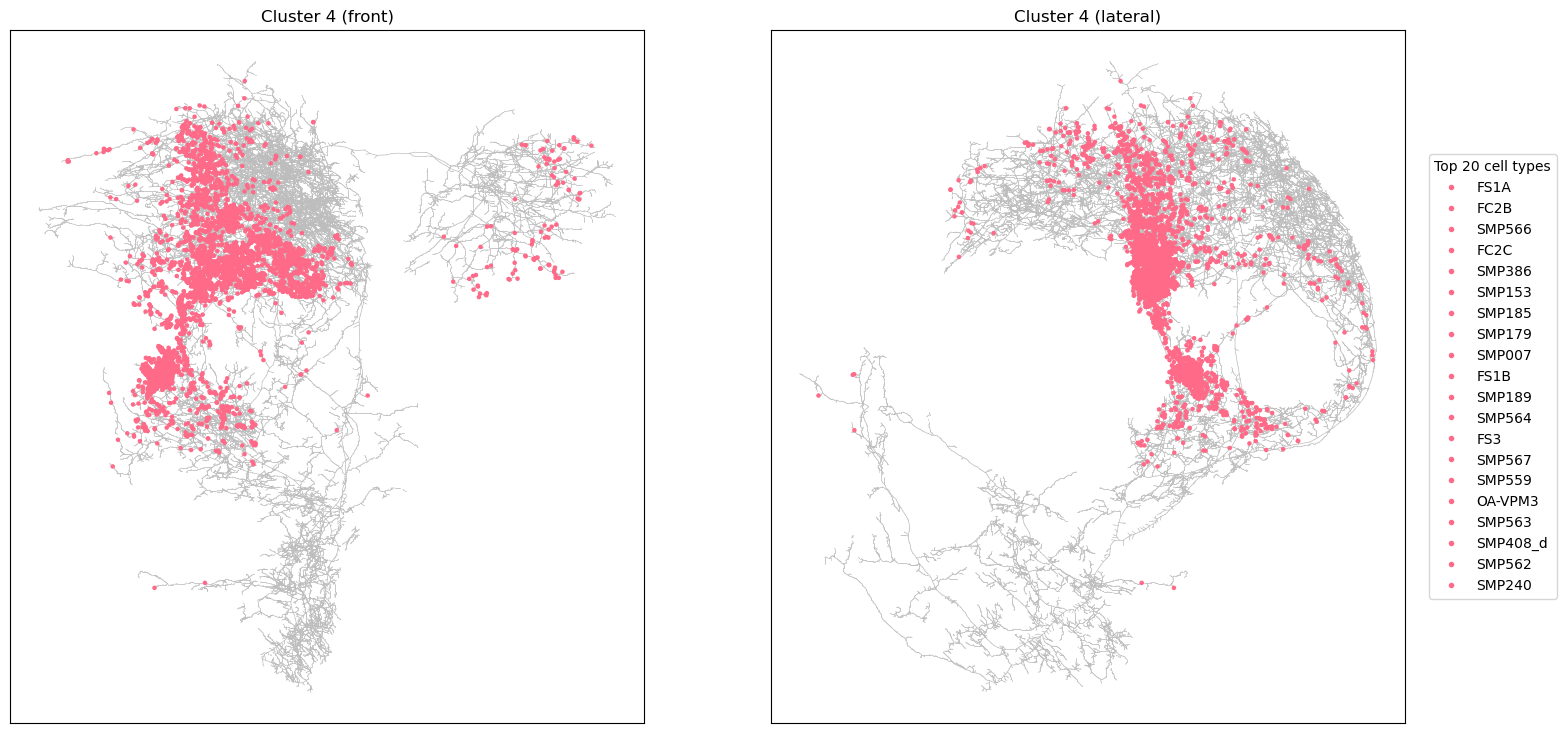 Cluster 4 (front)
Cluster 4 (lateral)
Top 20 cell types
FS1A
FC2B
SMP566
FC2C
SMP386
SMP153
SMP185
SMP179
SMP007
FS1B
SMP189
SMP564
FS3
SMP567
SMP559
OA-VPM3
SMP563
SMP408_d
SMP562
SMP240